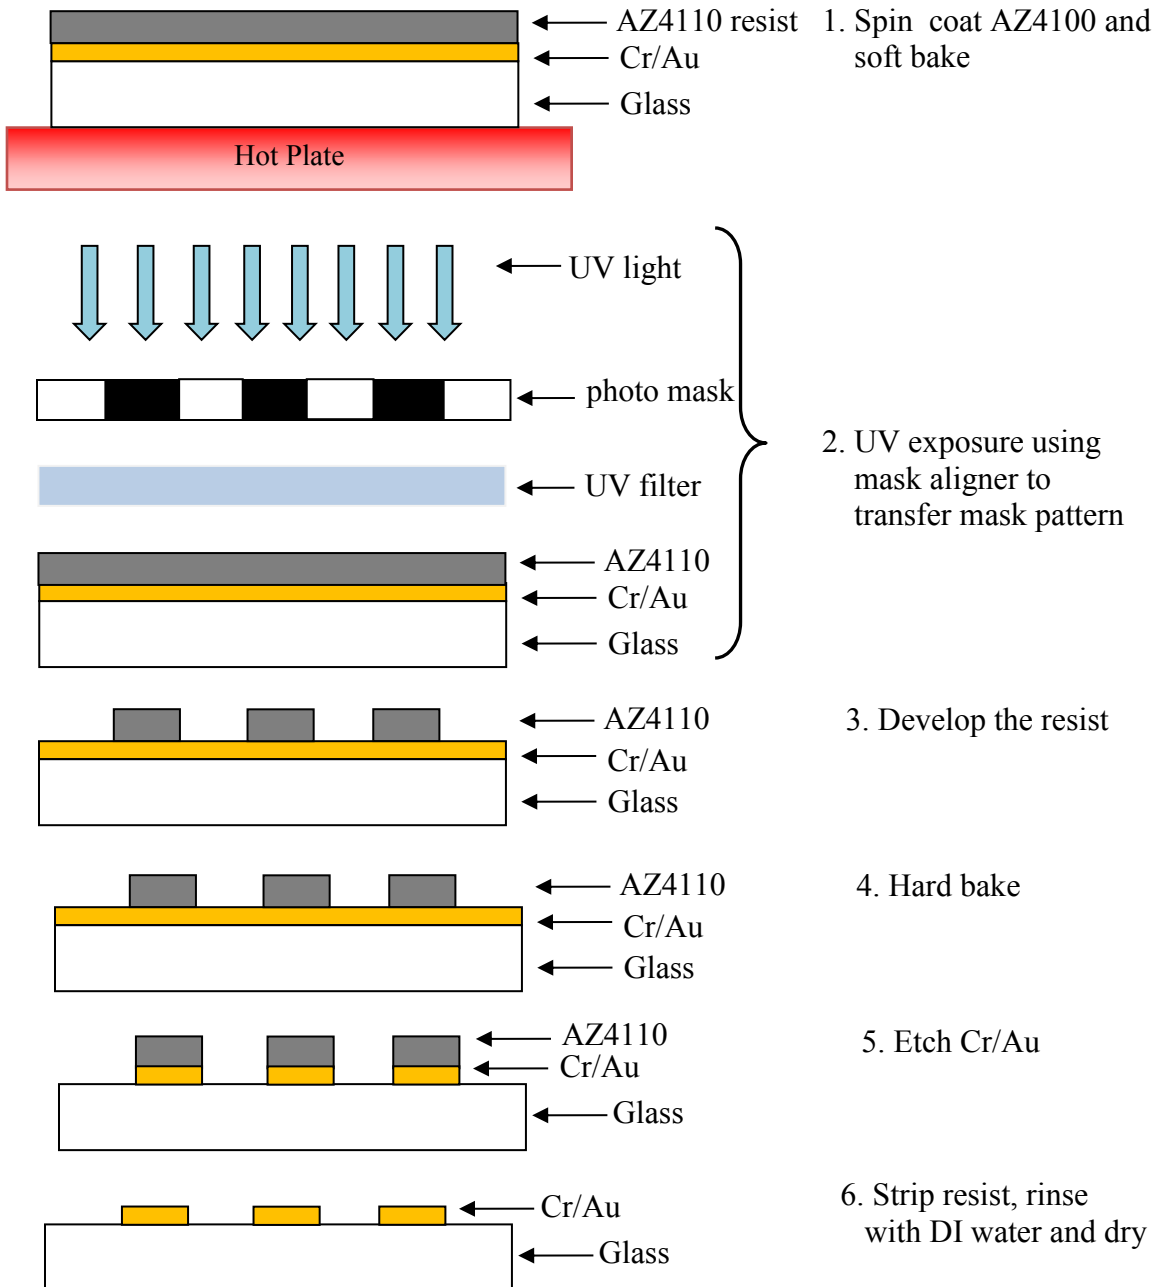 AZ4110 resist
Cr/Au
Glass
Hot Plate
1. Spin coat AZ4100 and
soft bake
UV light
photo mask
UV filter
AZ4110
Cr/Au
Glass
2. UV exposure using
mask aligner to
transfer mask pattern
AZ4110
Cr/Au
Glass
3. Develop the resist
AZ4110
Cr/Au
Glass
4. Hard bake
AZ4110
Cr/Au
Glass
5. Etch Cr/Au
Cr/Au
Glass
6. Strip resist, rinse
with DI water and dry